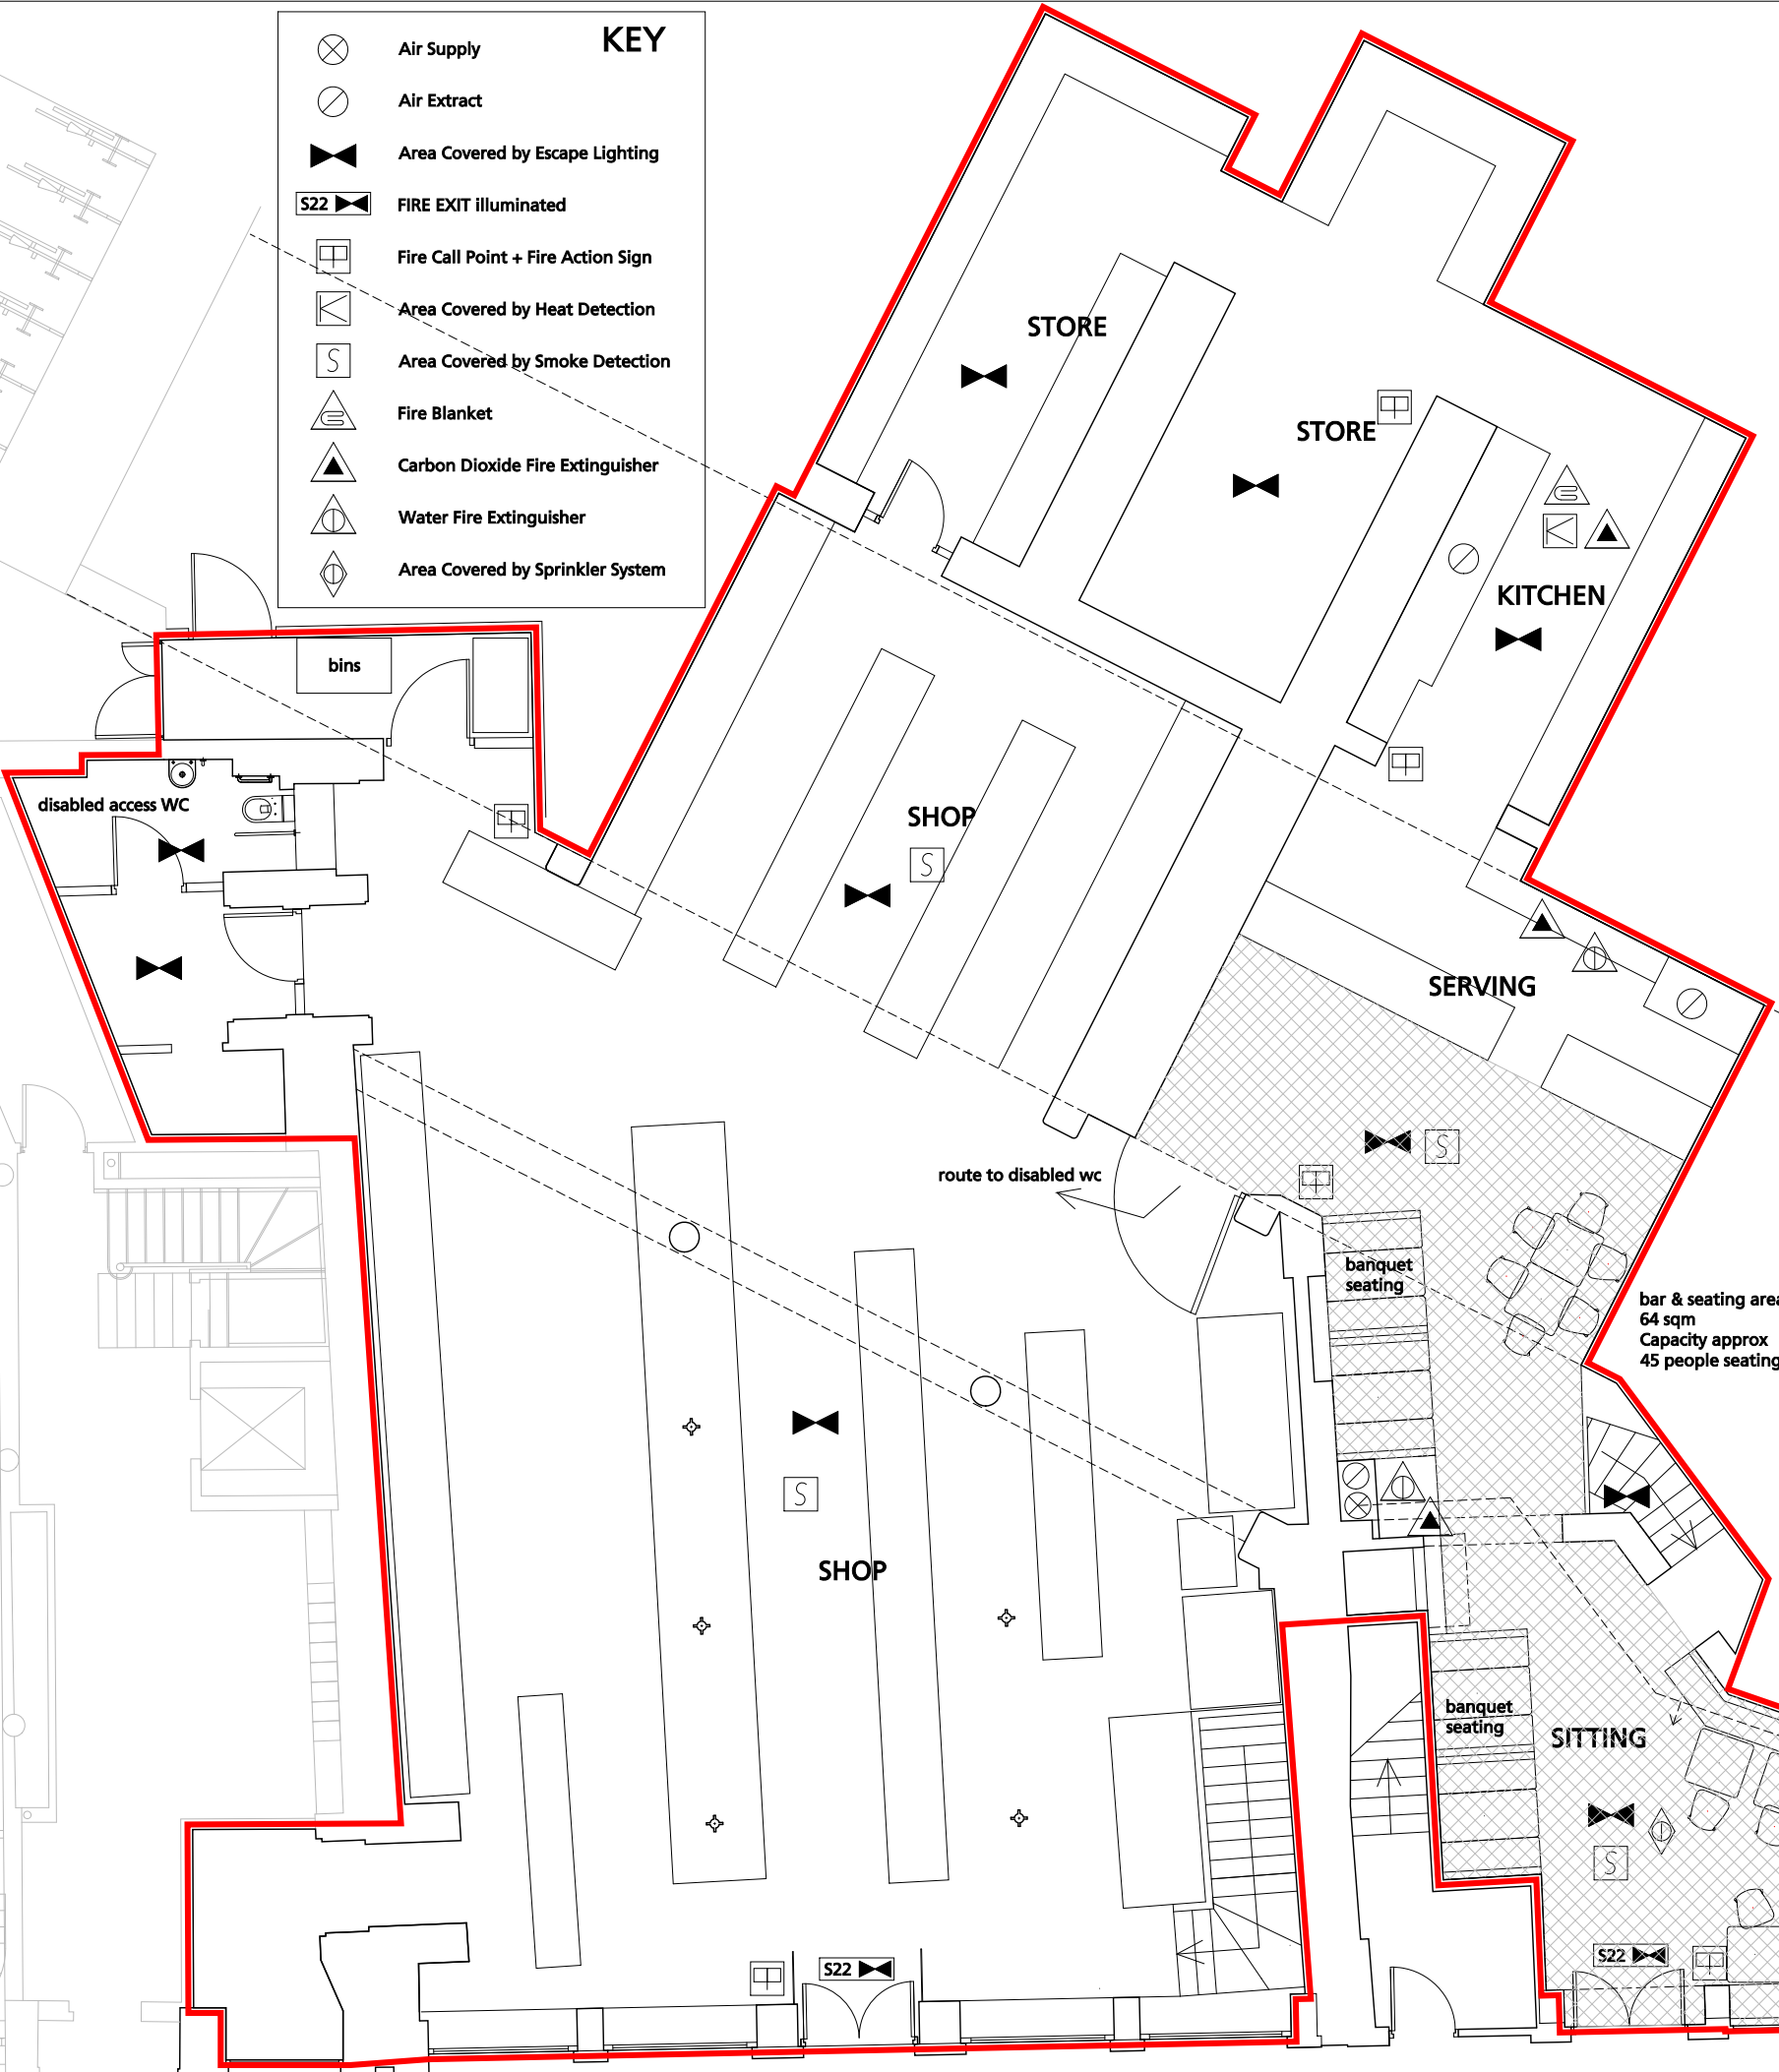 KEY
Air Supply
Air Extract
Area Covered by Escape Lighting
S22 FIRE EXIT illuminated
Fire Call Point + Fire Action Sign
Area Covered by Heat Detection
S Area Covered by Smoke Detection
Fire Blanket
Carbon Dioxide Fire Extinguisher
Water Fire Extinguisher
Area Covered by Sprinkler System
STORE
STORE
KITCHEN
bins
disabled access WC
SHOP
S
SERVING
S
route to disabled wc
banquet
seating
bar & seating area
64 sqm
Capacity approx
45 people seating
S
SHOP
banquet
seating
SITTING
S
S22
S22